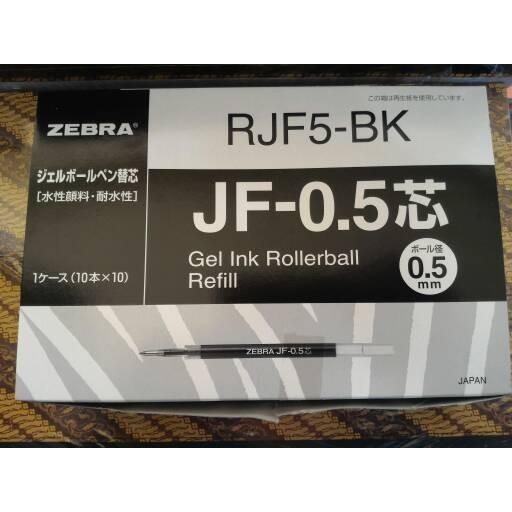 この箱は再生紙を使用しています。
ZEBRA®
RJF5-BK
ジェルボールペン替芯
[水性顔料・耐水性]
JF-0.5芯
Gel Ink Rollerball
Refill
ボール径
0.5
mm
1ケース(10本×10)
ZEBRA JF-0.5芯
JAPAN